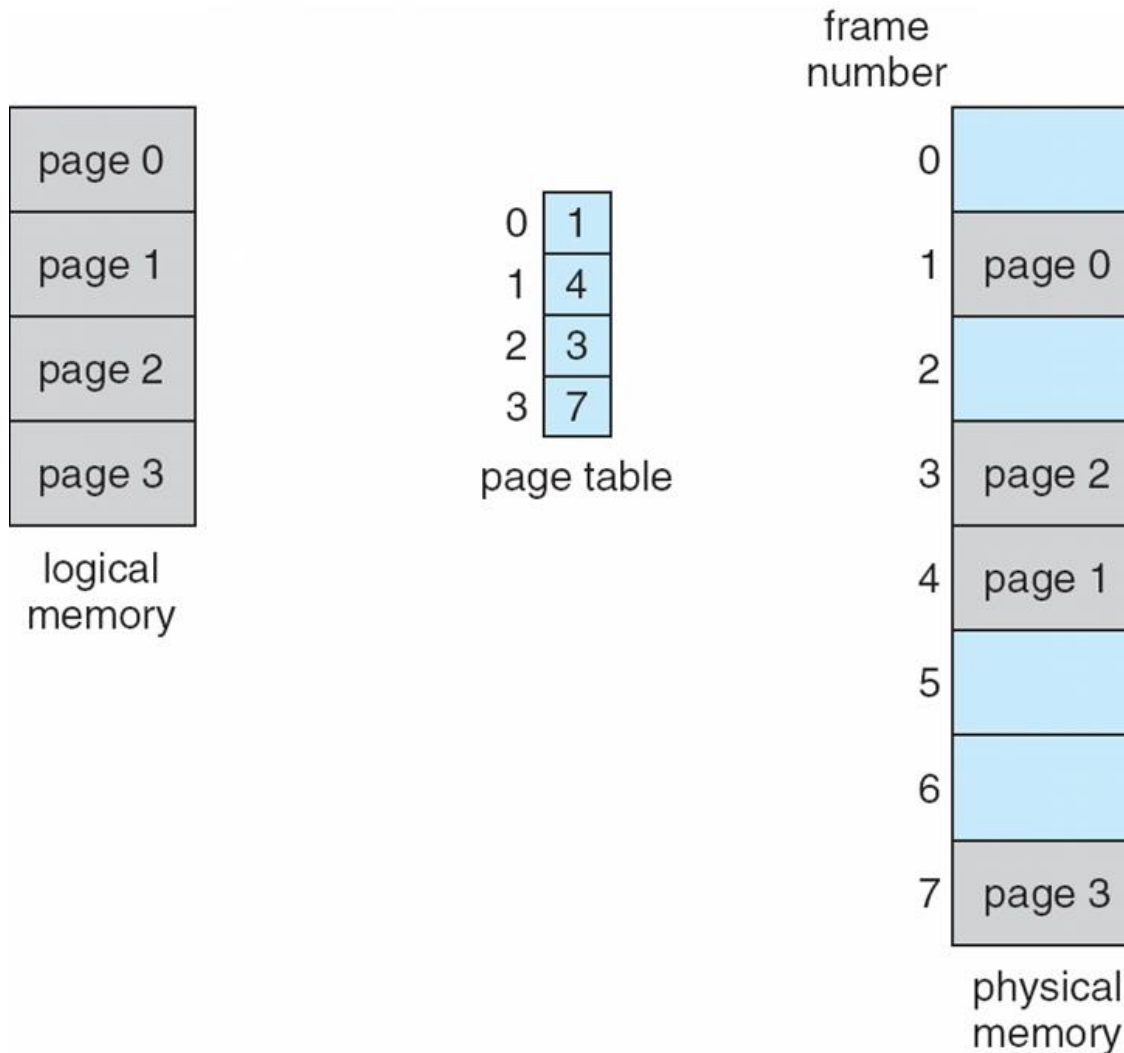 page 0
page 1
page 2
page 3
logical
memory
0 1
1 4
2 3
3 7
page table
frame
number
0
1 page 0
2
3 page 2
4 page 1
5
6
7 page 3
physical
memory